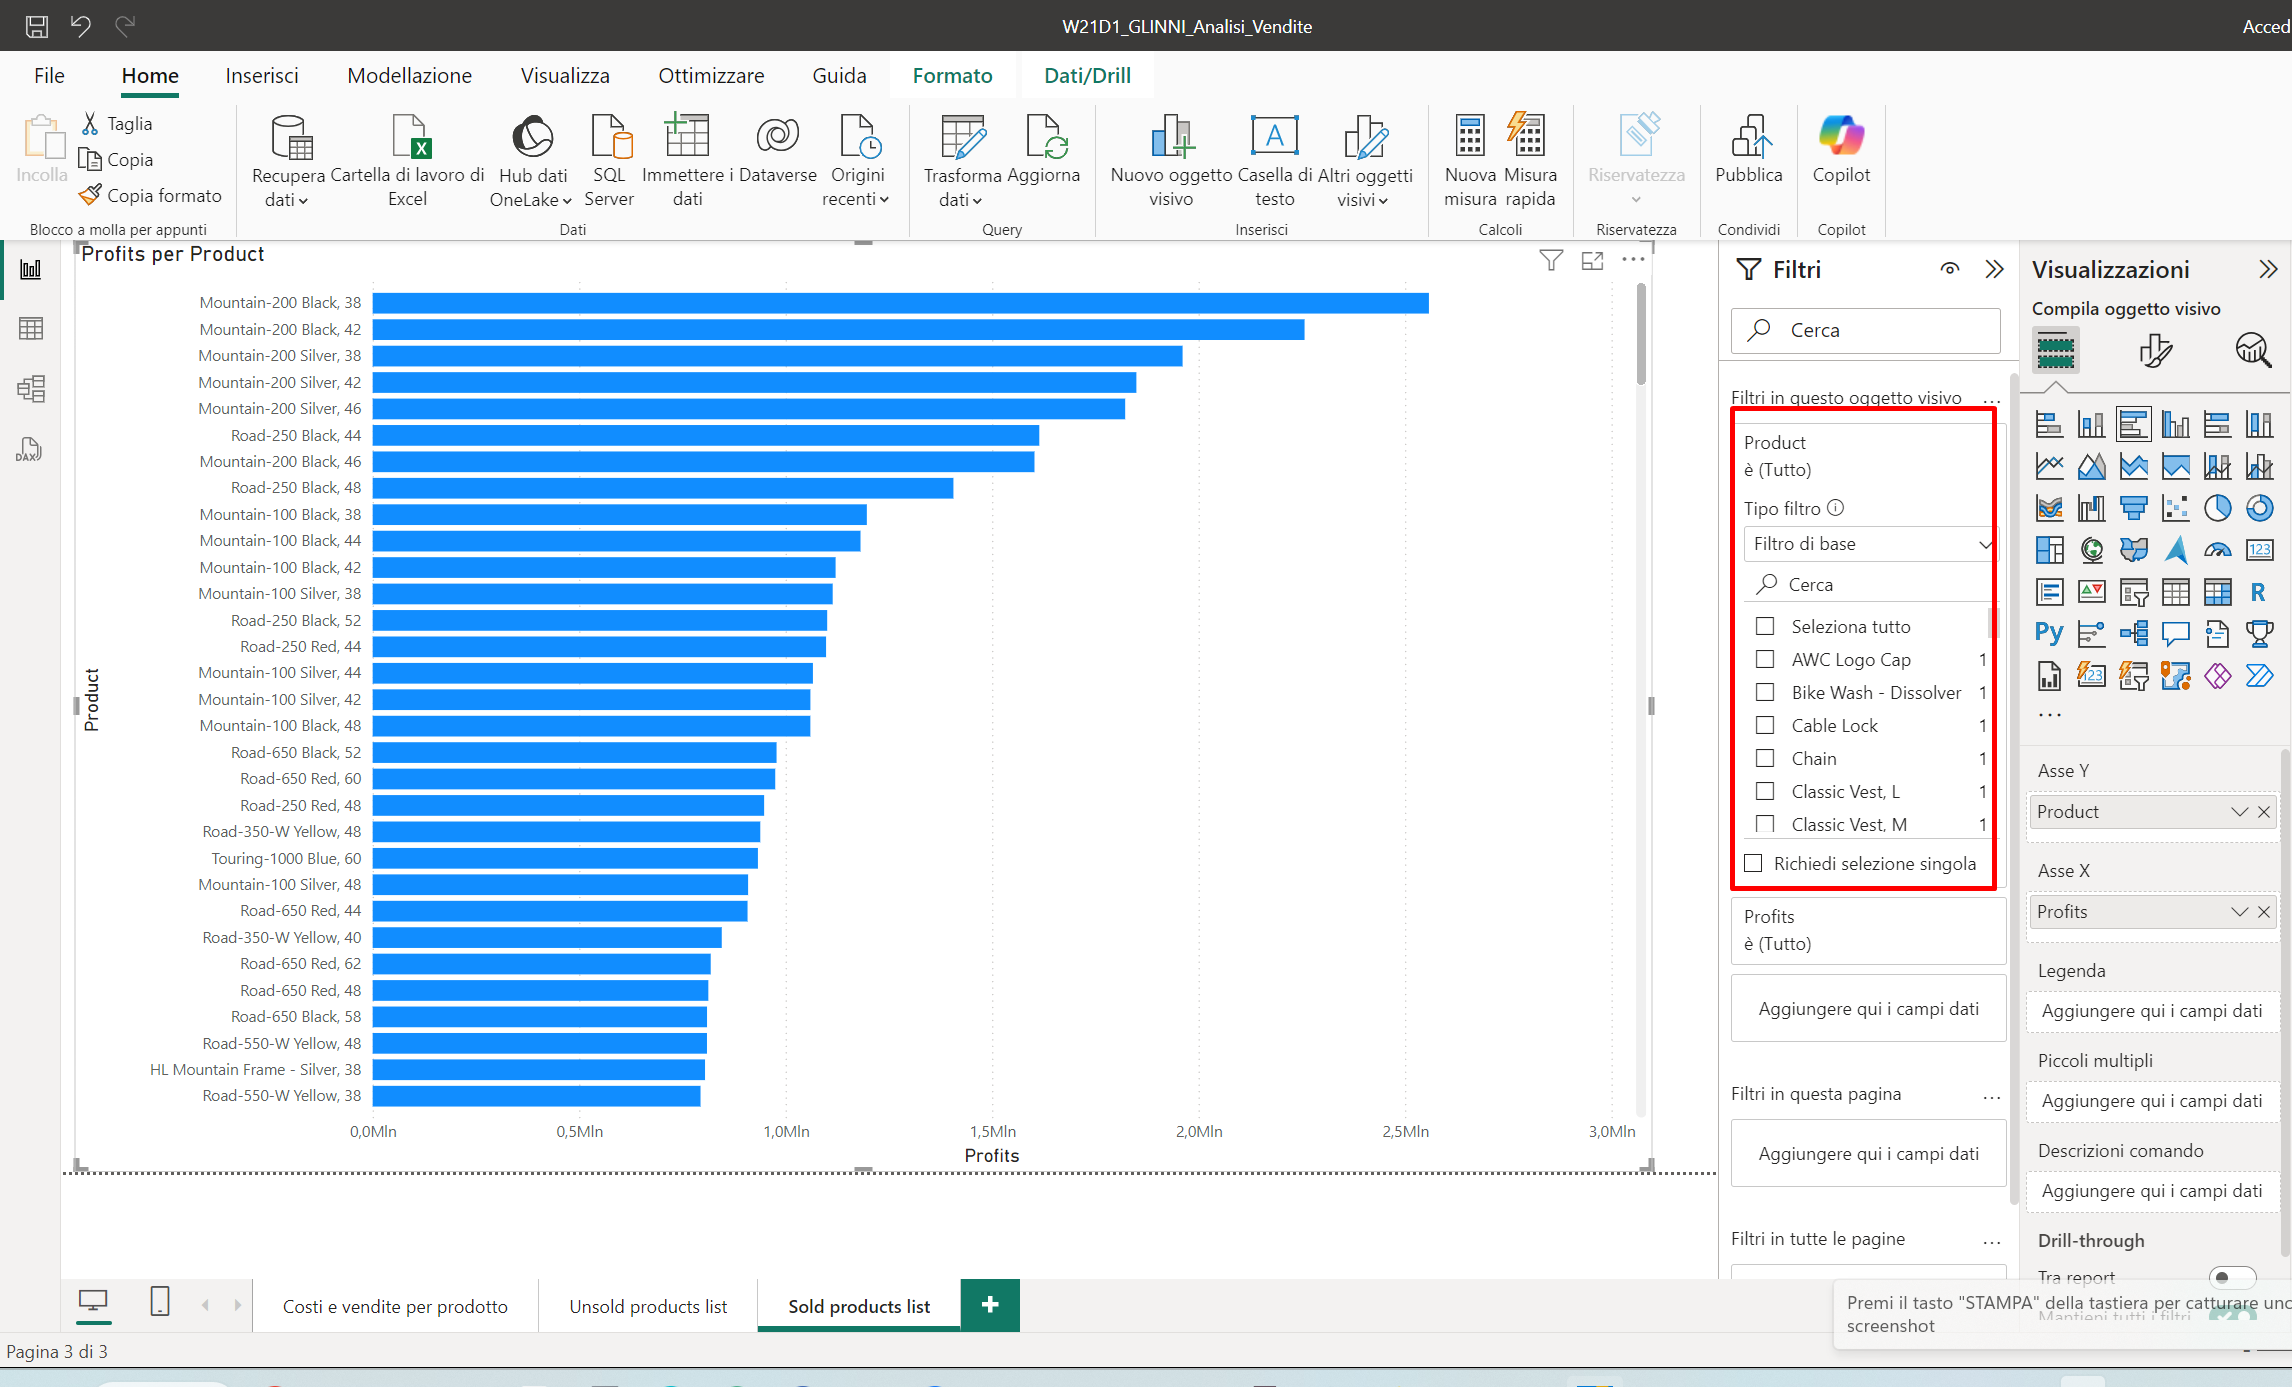 W21D1_GLINNI_Analisi_Vendite
Acced
File
Home
Inserisci
Modellazione
Visualizza
Ottimizzare
Guida
Formato
Dati/Drill
Incolla
Taglia
Copia
Copia formato
Blocco a molla per appunti
Recupera
dati
Cartella di lavoro di
Excel
Hub dati
OneLake
SQL
Server
Immettere i
dati
Dataverse
Origini
recenti
Dati
Trasforma
dati
Aggiorna
Query
Nuovo oggetto
visivo
Casella di
testo
Altri oggetti
visivi
Inserisci
Nuova
misura
Misura
rapida
Calcoli
Riservatezza
Riservatezza
Pubblica
Condividi
Copilot
Copilot
DAX
Profits per Product
Product
Mountain-200 Black, 38
Mountain-200 Black, 42
Mountain-200 Silver, 38
Mountain-200 Silver, 42
Mountain-200 Silver, 46
Road-250 Black, 44
Mountain-200 Black, 46
Road-250 Black, 48
Mountain-100 Black, 38
Mountain-100 Black, 44
Mountain-100 Black, 42
Mountain-100 Silver, 38
Road-250 Black, 52
Road-250 Red, 44
Mountain-100 Silver, 44
Mountain-100 Silver, 42
Mountain-100 Black, 48
Road-650 Black, 52
Road-650 Red, 60
Road-250 Red, 48
Road-350-W Yellow, 48
Touring-1000 Blue, 60
Mountain-100 Silver, 48
Road-650 Red, 44
Road-350-W Yellow, 40
Road-650 Red, 62
Road-650 Red, 48
Road-650 Black, 58
Road-550-W Yellow, 48
HL Mountain Frame - Silver, 38
Road-550-W Yellow, 38
0,0Mln 0,5Mln 1,0Mln 1,5Mln 2,0Mln 2,5Mln 3,0Mln
Profits
Filtri
Cerca
Filtri in questo oggetto visivo ...
Product
è (Tutto)
Tipo filtro
Filtro di base
Cerca
Seleziona tutto
AWC Logo Cap 1
Bike Wash - Dissolver 1
Cable Lock 1
Chain 1
Classic Vest, L 1
Classic Vest, M 1
Richiedi selezione singola
Profits
è (Tutto)
Aggiungere qui i campi dati
Filtri in questa pagina ...
Aggiungere qui i campi dati
Filtri in tutte le pagine ...
Visualizzazioni
Compila oggetto visivo
123
R
Py
123
...
Asse Y
Product
Asse X
Profits
Legenda
Aggiungere qui i campi dati
Piccoli multipli
Aggiungere qui i campi dati
Descrizioni comando
Aggiungere qui i campi dati
Drill-through
Tra report
Mantieni tutti i filtri
Premi il tasto "STAMPA" della tastiera per catturare uno
screenshot
Costi e vendite per prodotto
Unsold products list
Sold products list
+
Pagina 3 di 3